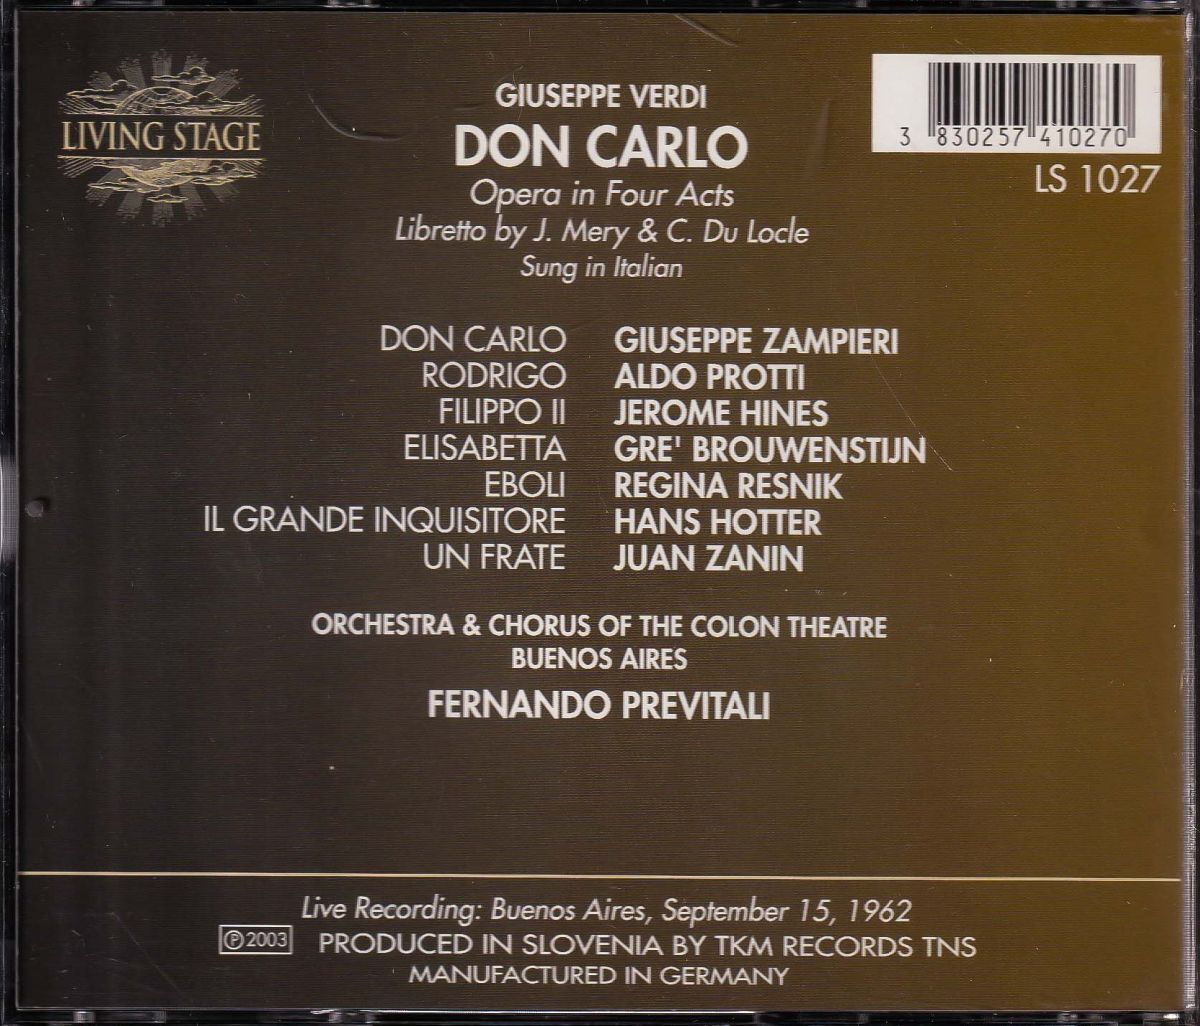 LIVING STAGE
GIUSEPPE VERDI
DON CARLO
Opera in Four Acts
Libretto by J. Mery & C. Du Locle
Sung in Italian
3 830257 410270
LS 1027
DON CARLO GIUSEPPE ZAMPIERI
RODRIGO ALDO PROTTI
FILIPPO II JEROME HINES
ELISABETTA GRE' BROUWENSTIJN
EBOLI REGINA RESNIK
IL GRANDE INQUISITORE HANS HOTTER
UN FRATE JUAN ZANIN
ORCHESTRA & CHORUS OF THE COLON THEATRE
BUENOS AIRES
FERNANDO PREVITALI
Live Recording: Buenos Aires, September 15, 1962
℗ 2003 PRODUCED IN SLOVENIA BY TKM RECORDS TNS
MANUFACTURED IN GERMANY